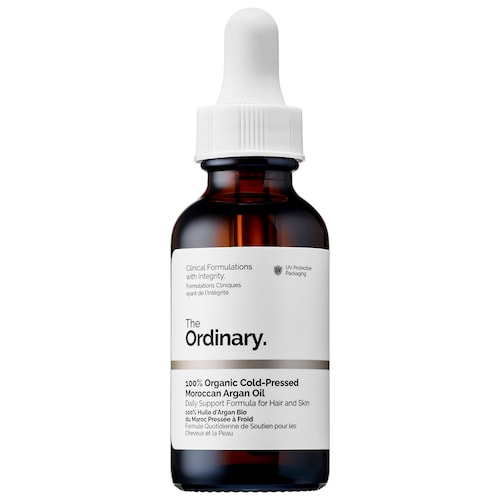 Clinical Formulations
with Integrity.
Formulations Cliniques
ayant de l'Intégrité
UV
UV Protective
Packaging
The
Ordinary.
100% Organic Cold-Pressed
Moroccan Argan Oil
Daily Support Formula for Hair and Skin
100% Huile d'Argan Bio
du Maroc Pressée à Froid
Formule Quotidienne de Soutien pour les
Cheveux et la Peau